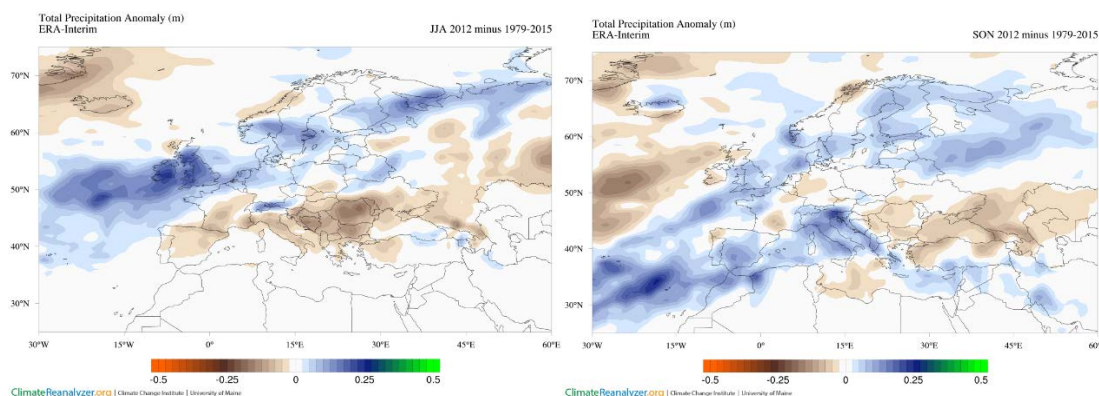 Total Precipitation Anomaly (m)
ERA-Interim JJA 2012 minus 1979-2015
70°N
60°N
50°N
40°N
30°N
30°W 15°W 0° 15°E 30°E 45°E 60°E
-0.5 -0.25 0 0.25 0.5
ClimateReanalyzer.org | Climate Change Institute | University of Maine
Total Precipitation Anomaly (m)
ERA-Interim SON 2012 minus 1979-2015
70°N
60°N
50°N
40°N
30°N
30°W 15°W 0° 15°E 30°E 45°E 60°E
-0.5 -0.25 0 0.25 0.5
ClimateReanalyzer.org | Climate Change Institute | University of Maine